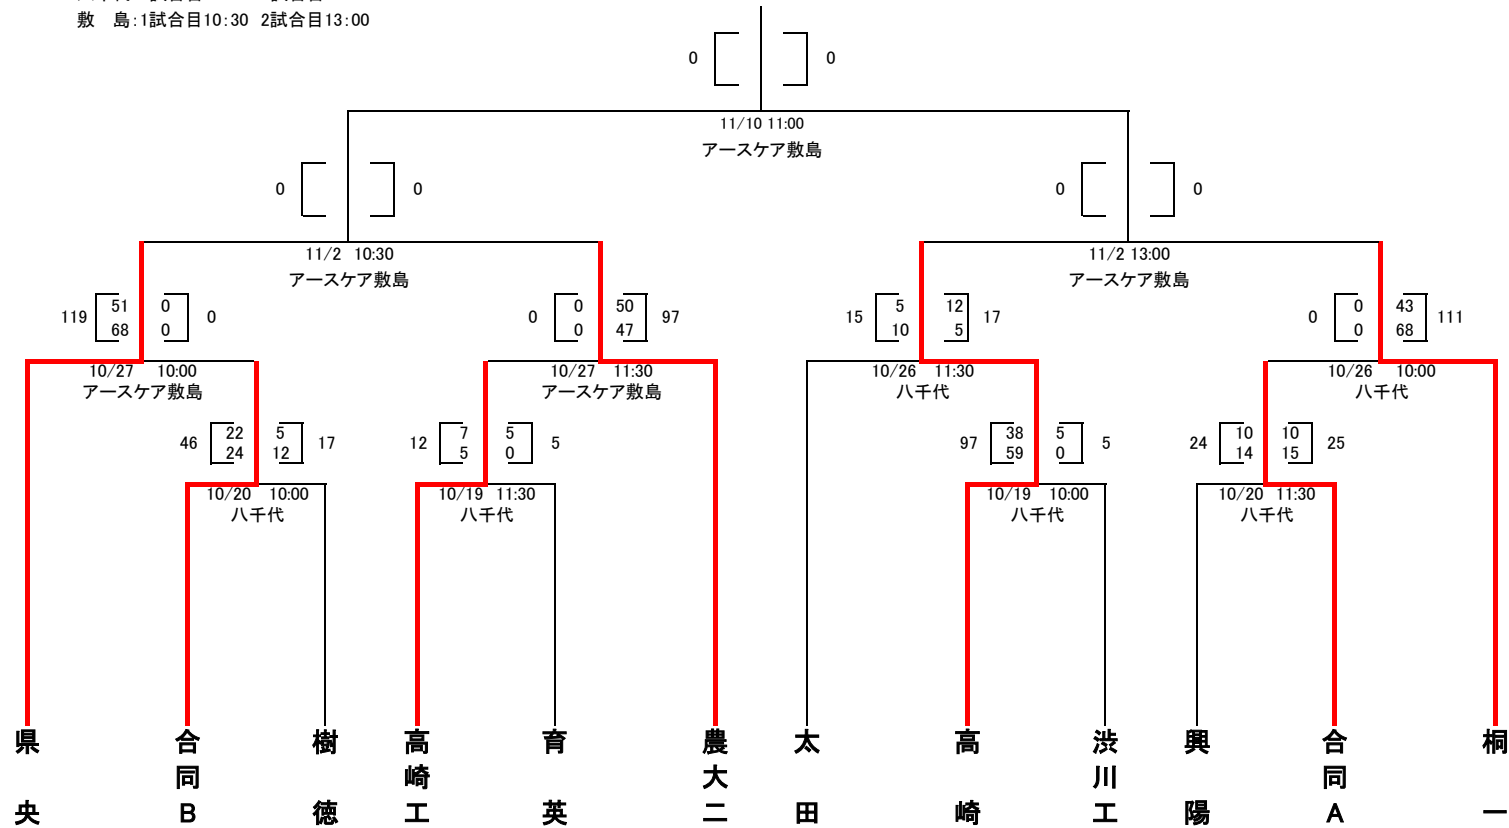 敷　島:1試合目10:30 2試合目13:00
0 0
11/10 11:00
アースケア敷島
0 0
0 0
11/2 10:30
アースケア敷島
11/2 13:00
アースケア敷島
119 51 0 0
68 0
0 0 50 97
0 47
15 5 12 17
10 5
0 0 43 111
0 68
10/27 10:00
アースケア敷島
10/27 11:30
アースケア敷島
10/26 11:30
八千代
10/26 10:00
八千代
46 22 5 17
24 12
12 7 5 5
5 0
97 38 5 5
59 0
24 10 10 25
14 15
10/20 10:00
八千代
10/19 11:30
八千代
10/19 10:00
八千代
10/20 11:30
八千代
県央
合同B
樹徳
高崎工
育英
農大二
太田
高崎
渋川工
興陽
合同A
桐一